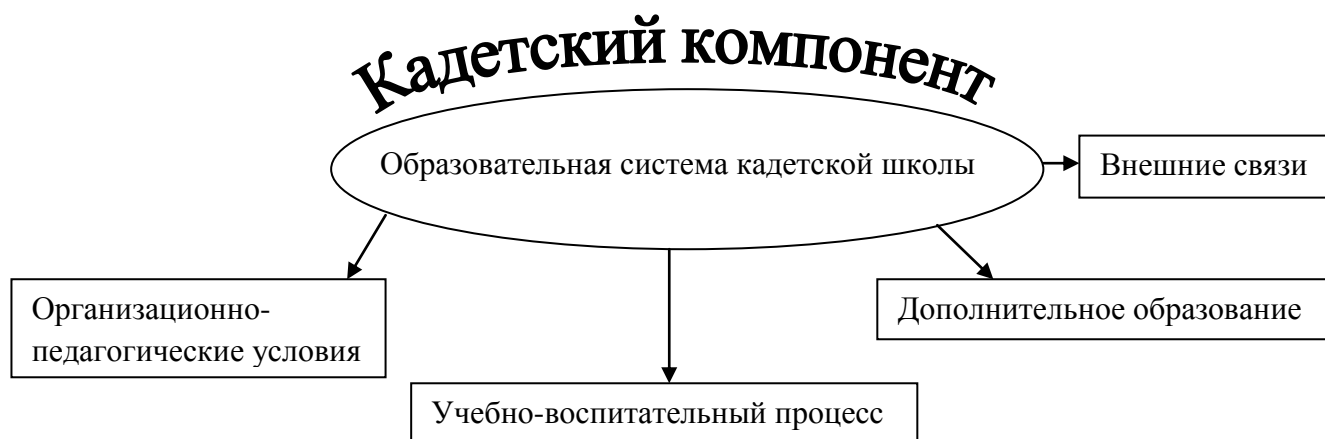 Кадетский компонент
Образовательная система кадетской школы
Внешние связи
Организационно-
педагогические условия
Дополнительное образование
Учебно-воспитательный процесс